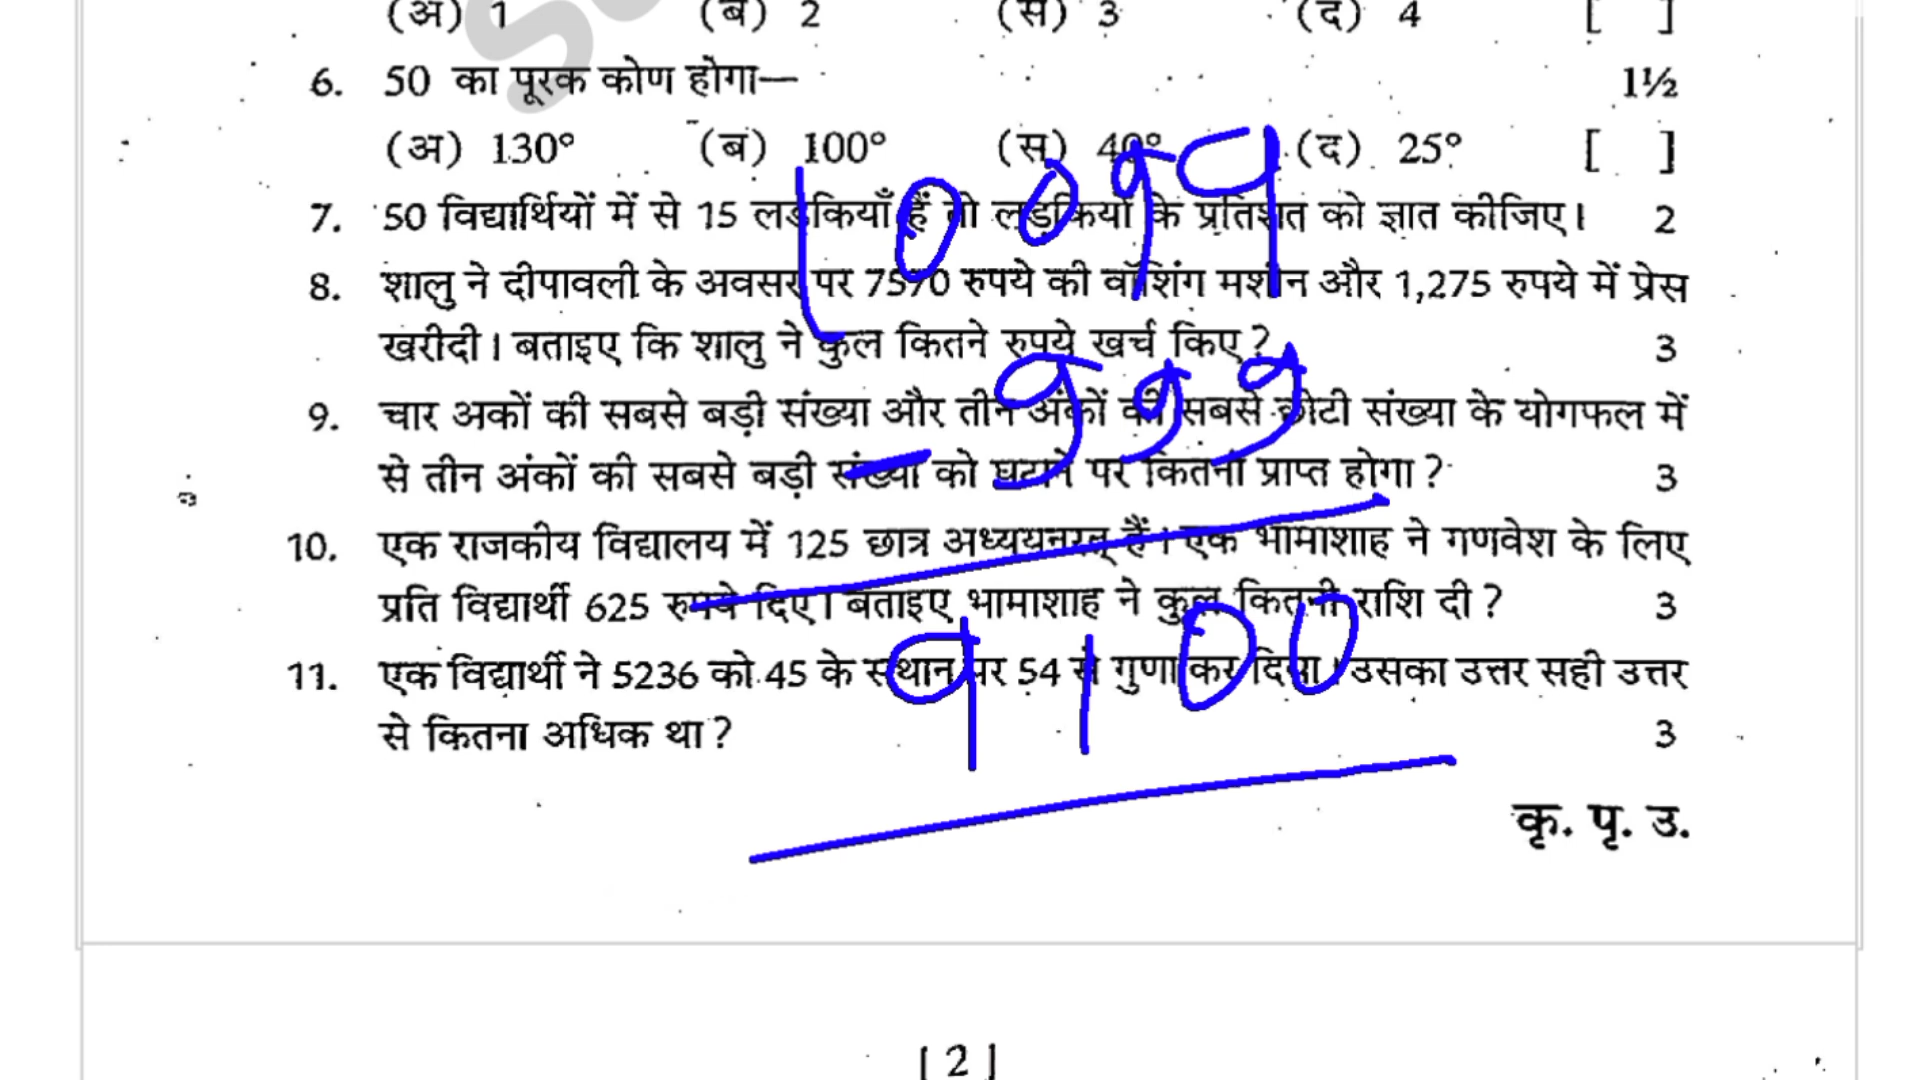 (अ) 1 (ब) 2 (स) 3 (द) 4 [ ]
6. 50 का पूरक कोण होगा— 1½
(अ) 130° (ब) 100° (स) 40° (द) 25° [ ]
7. 50 विद्यार्थियों में से 15 लड़कियाँ हैं तो लड़कियों के प्रतिशत को ज्ञात कीजिए। 2
8. शालु ने दीपावली के अवसर पर 7570 रुपये की वॉशिंग मशीन और 1,275 रुपये में प्रेस
खरीदी। बताइए कि शालु ने कुल कितने रुपये खर्च किए? 3
9. चार अकों की सबसे बड़ी संख्या और तीन अंकों की सबसे छोटी संख्या के योगफल में
से तीन अंकों की सबसे बड़ी संख्या को घटाने पर कितना प्राप्त होगा? 3
10. एक राजकीय विद्यालय में 125 छात्र अध्ययनरत् हैं। एक भामाशाह ने गणवेश के लिए
प्रति विद्यार्थी 625 रुपये दिए। बताइए भामाशाह ने कुल कितनी राशि दी? 3
11. एक विद्यार्थी ने 5236 को 45 के स्थान पर 54 से गुणा कर दिया। उसका उत्तर सही उत्तर
से कितना अधिक था? 3
10099
- 999
9100
कृ. पृ. उ.
[2]